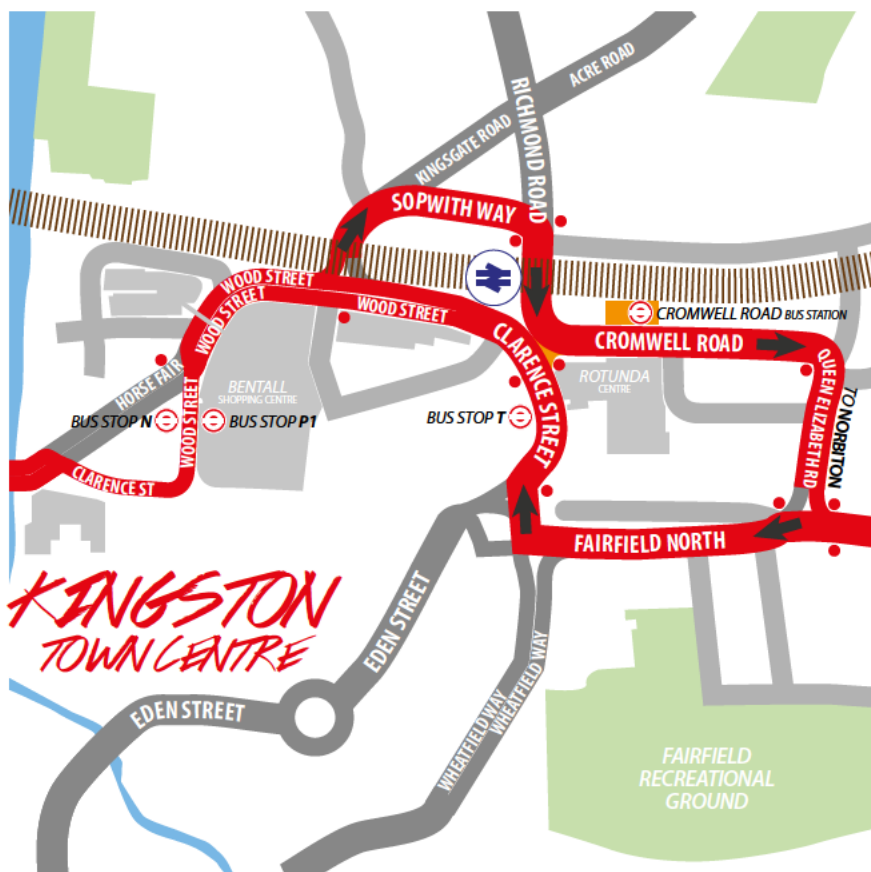 ACRE ROAD
RICHMOND ROAD
KINGSGATE ROAD
SOPWITH WAY
WOOD STREET
WOOD STREET
WOOD STREET
CLARENCE STREET
CROMWELL ROAD BUS STATION
CROMWELL ROAD
QUEEN ELIZABETH RD
TO NORBITON
ROTUNDA
CENTRE
HORSE FAIR
BENTALL
SHOPPING CENTRE
BUS STOP N
WOOD STREET
BUS STOP P1
BUS STOP T
CLARENCE ST
FAIRFIELD NORTH
KINGSTON
TOWN CENTRE
EDEN STREET
EDEN STREET
WHEATFIELD WAY
WHEATFIELD WAY
FAIRFIELD
RECREATIONAL
GROUND